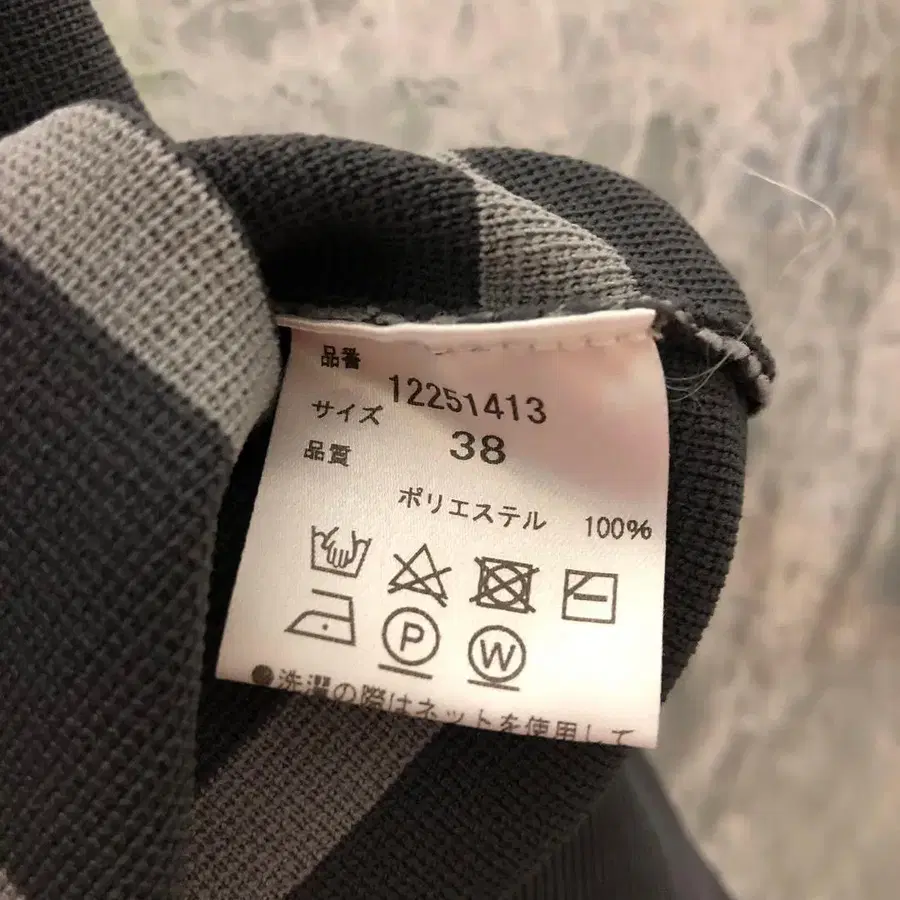 品番 12251413
サイズ 38
品質
ポリエステル 100%
P W
●洗濯の際はネットを使用して